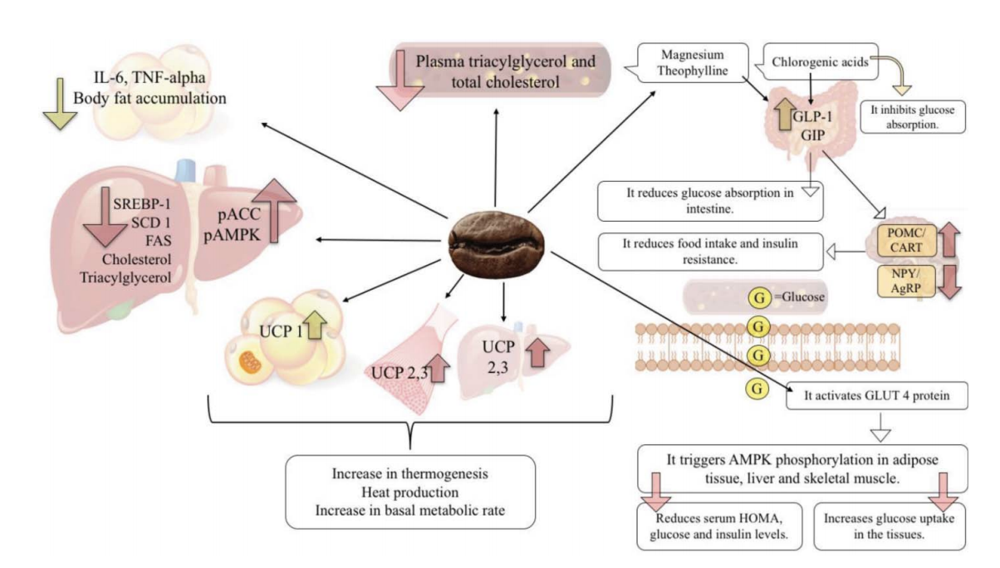 IL-6, TNF-alpha
Body fat accumulation
Plasma triacylglycerol and
total cholesterol
Magnesium
Theophylline
Chlorogenic acids
It inhibits glucose
absorption.
GLP-1
GIP
SREBP-1
SCD 1
FAS
Cholesterol
Triacylglycerol
pACC
pAMPK
It reduces glucose absorption in
intestine.
It reduces food intake and insulin
resistance.
POMC/
CART
NPY/
AgRP
G =Glucose
G
G
G
UCP 1
UCP 2,3
UCP
2,3
It activates GLUT 4 protein
It triggers AMPK phosphorylation in adipose
tissue, liver and skeletal muscle.
Reduces serum HOMA,
glucose and insulin levels.
Increases glucose uptake
in the tissues.
Increase in thermogenesis
Heat production
Increase in basal metabolic rate